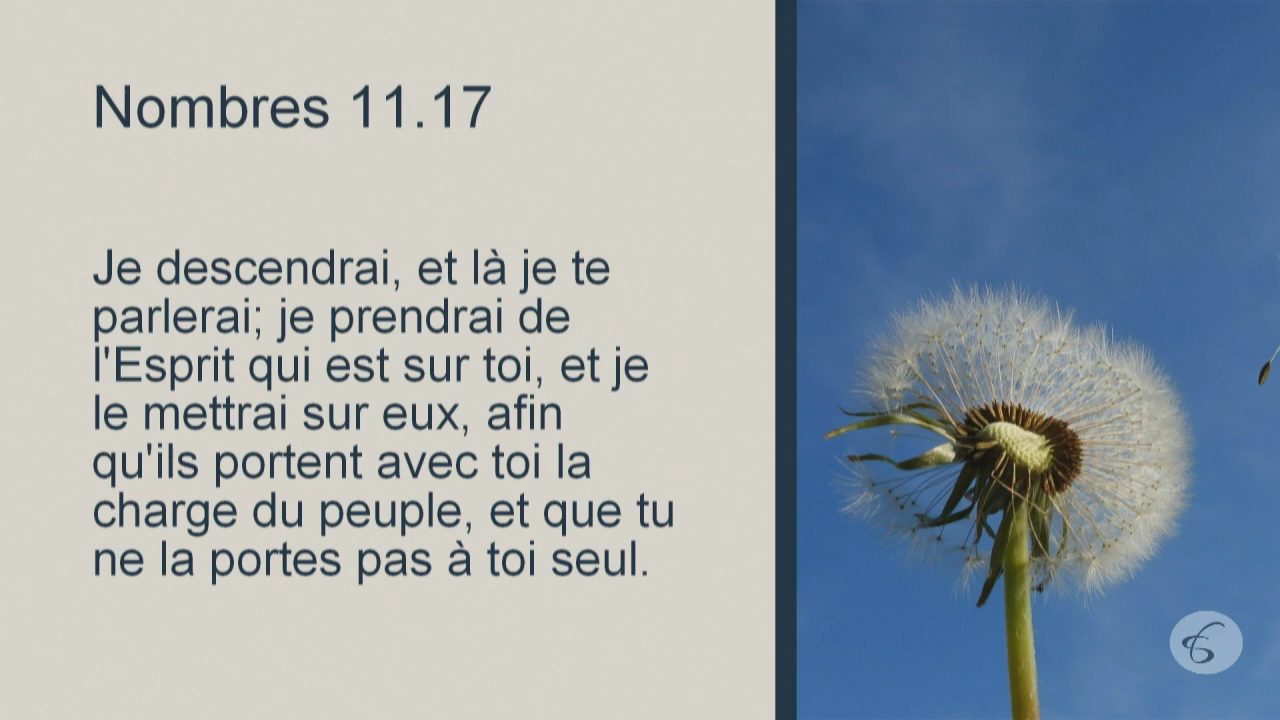 Nombres 11.17
Je descendrai, et là je te
parlerai; je prendrai de
l'Esprit qui est sur toi, et je
le mettrai sur eux, afin
qu'ils portent avec toi la
charge du peuple, et que tu
ne la portes pas à toi seul.